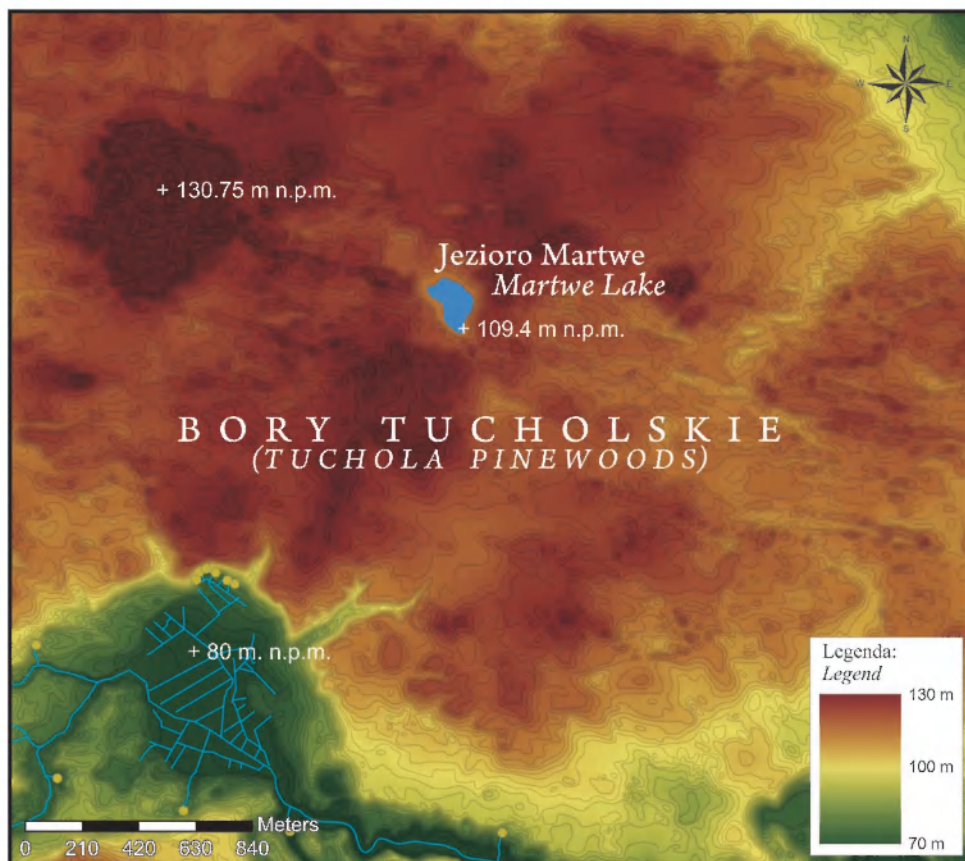 N
W E
S
+ 130.75 m n.p.m.
Jezioro Martwe
Martwe Lake
+ 109.4 m n.p.m.
BORY TUCHOLSKIE
(TUCHOLA PINEWOODS)
+ 80 m. n.p.m.
Legenda:
Legend
130 m
100 m
70 m
Meters
0 210 420 630 840